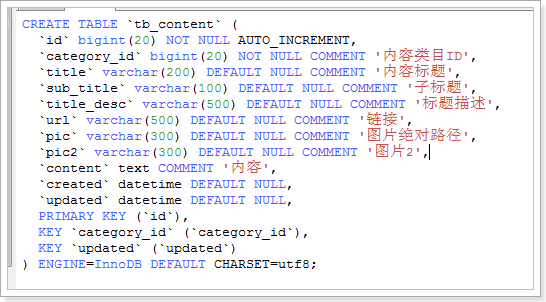 CREATE TABLE `tb_content` (
  `id` bigint(20) NOT NULL AUTO_INCREMENT,
  `category_id` bigint(20) NOT NULL COMMENT '内容类目ID',
  `title` varchar(200) DEFAULT NULL COMMENT '内容标题',
  `sub_title` varchar(100) DEFAULT NULL COMMENT '子标题',
  `title_desc` varchar(500) DEFAULT NULL COMMENT '标题描述',
  `url` varchar(500) DEFAULT NULL COMMENT '链接',
  `pic` varchar(300) DEFAULT NULL COMMENT '图片绝对路径',
  `pic2` varchar(300) DEFAULT NULL COMMENT '图片2',
  `content` text COMMENT '内容',
  `created` datetime DEFAULT NULL,
  `updated` datetime DEFAULT NULL,
  PRIMARY KEY (`id`),
  KEY `category_id` (`category_id`),
  KEY `updated` (`updated`)
) ENGINE=InnoDB DEFAULT CHARSET=utf8;